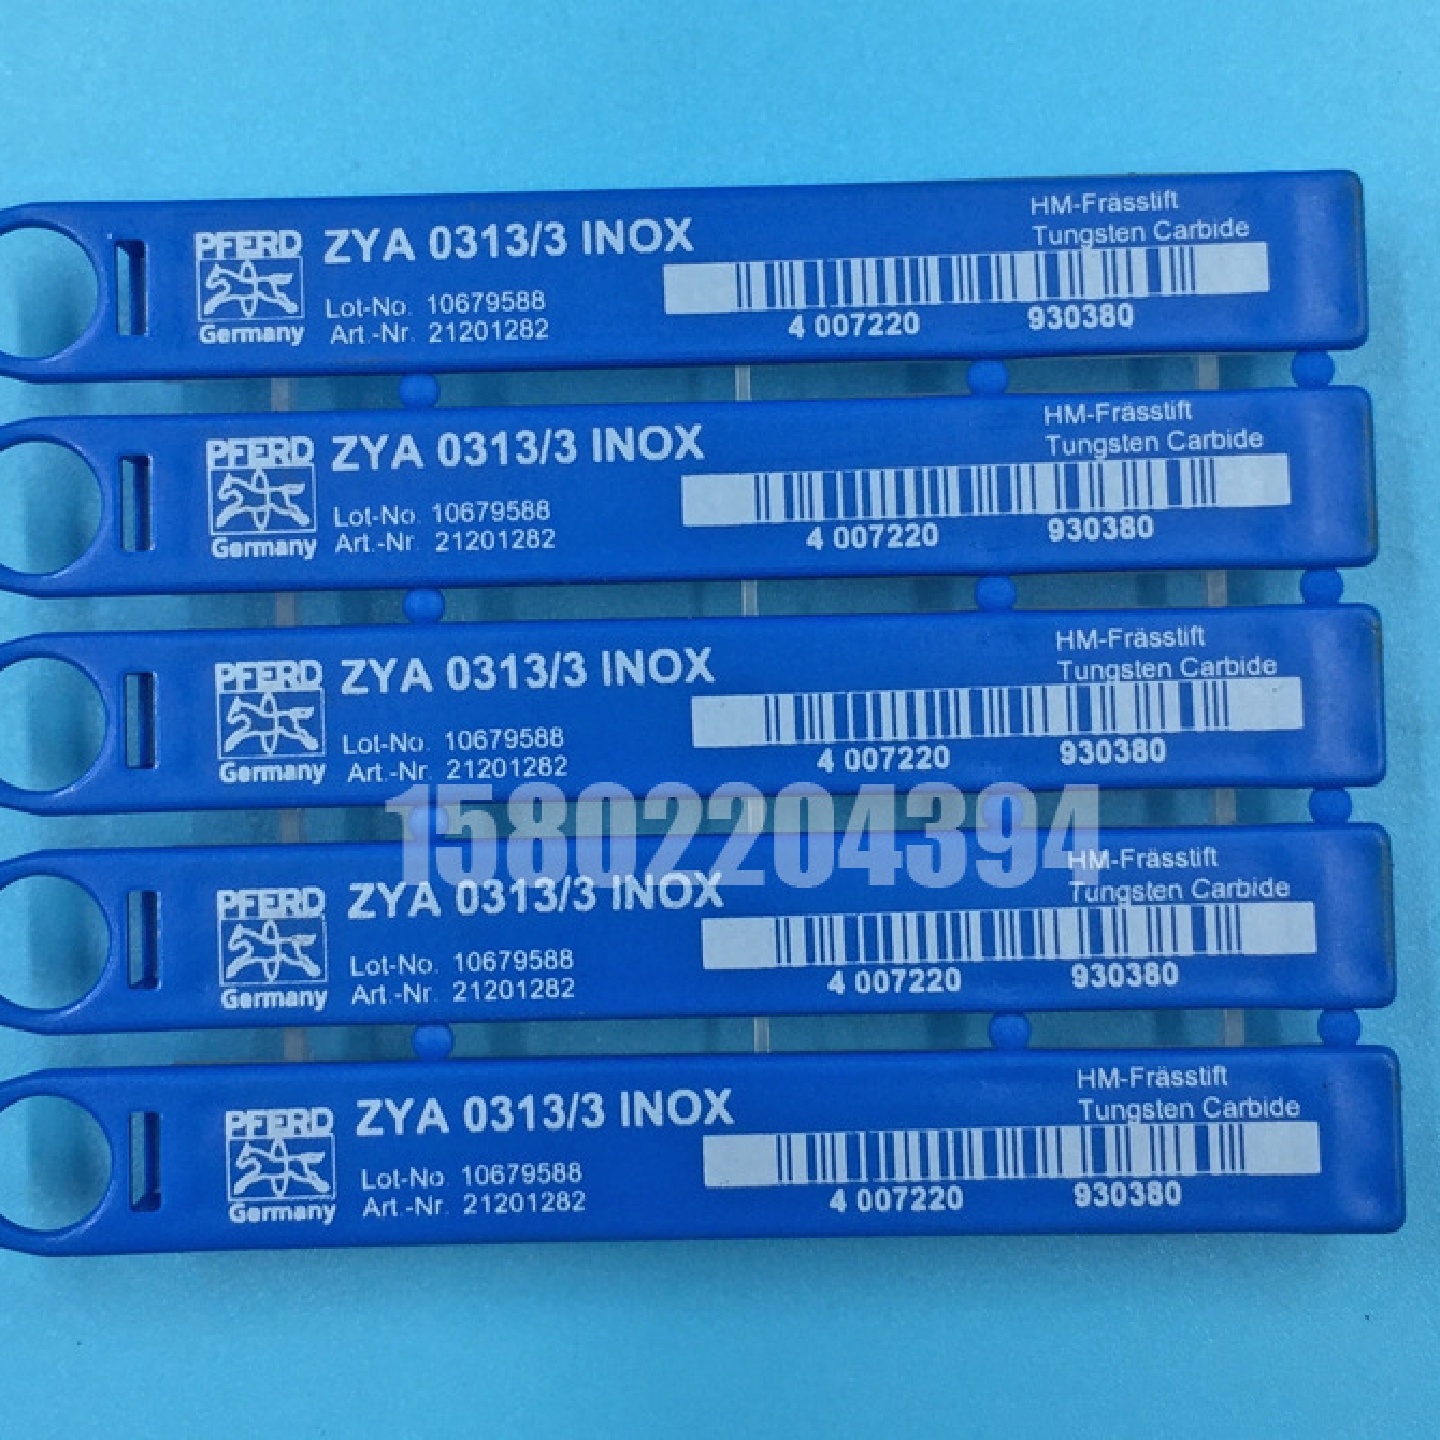 PFERD
Germany
ZYA 0313/3 INOX
Lot-No. 10679588
Art.-Nr. 21201282
HM-Frässtift
Tungsten Carbide
4 007220 930380
PFERD
Germany
ZYA 0313/3 INOX
Lot-No. 10679588
Art.-Nr. 21201282
HM-Frässtift
Tungsten Carbide
4 007220 930380
PFERD
Germany
ZYA 0313/3 INOX
Lot-No. 10679588
Art.-Nr. 21201282
HM-Frässtift
Tungsten Carbide
4 007220 930380
15802204394
PFERD
Germany
ZYA 0313/3 INOX
Lot-No. 10679588
Art.-Nr. 21201282
HM-Frässtift
Tungsten Carbide
4 007220 930380
PFERD
Germany
ZYA 0313/3 INOX
Lot-No. 10679588
Art.-Nr. 21201282
HM-Frässtift
Tungsten Carbide
4 007220 930380